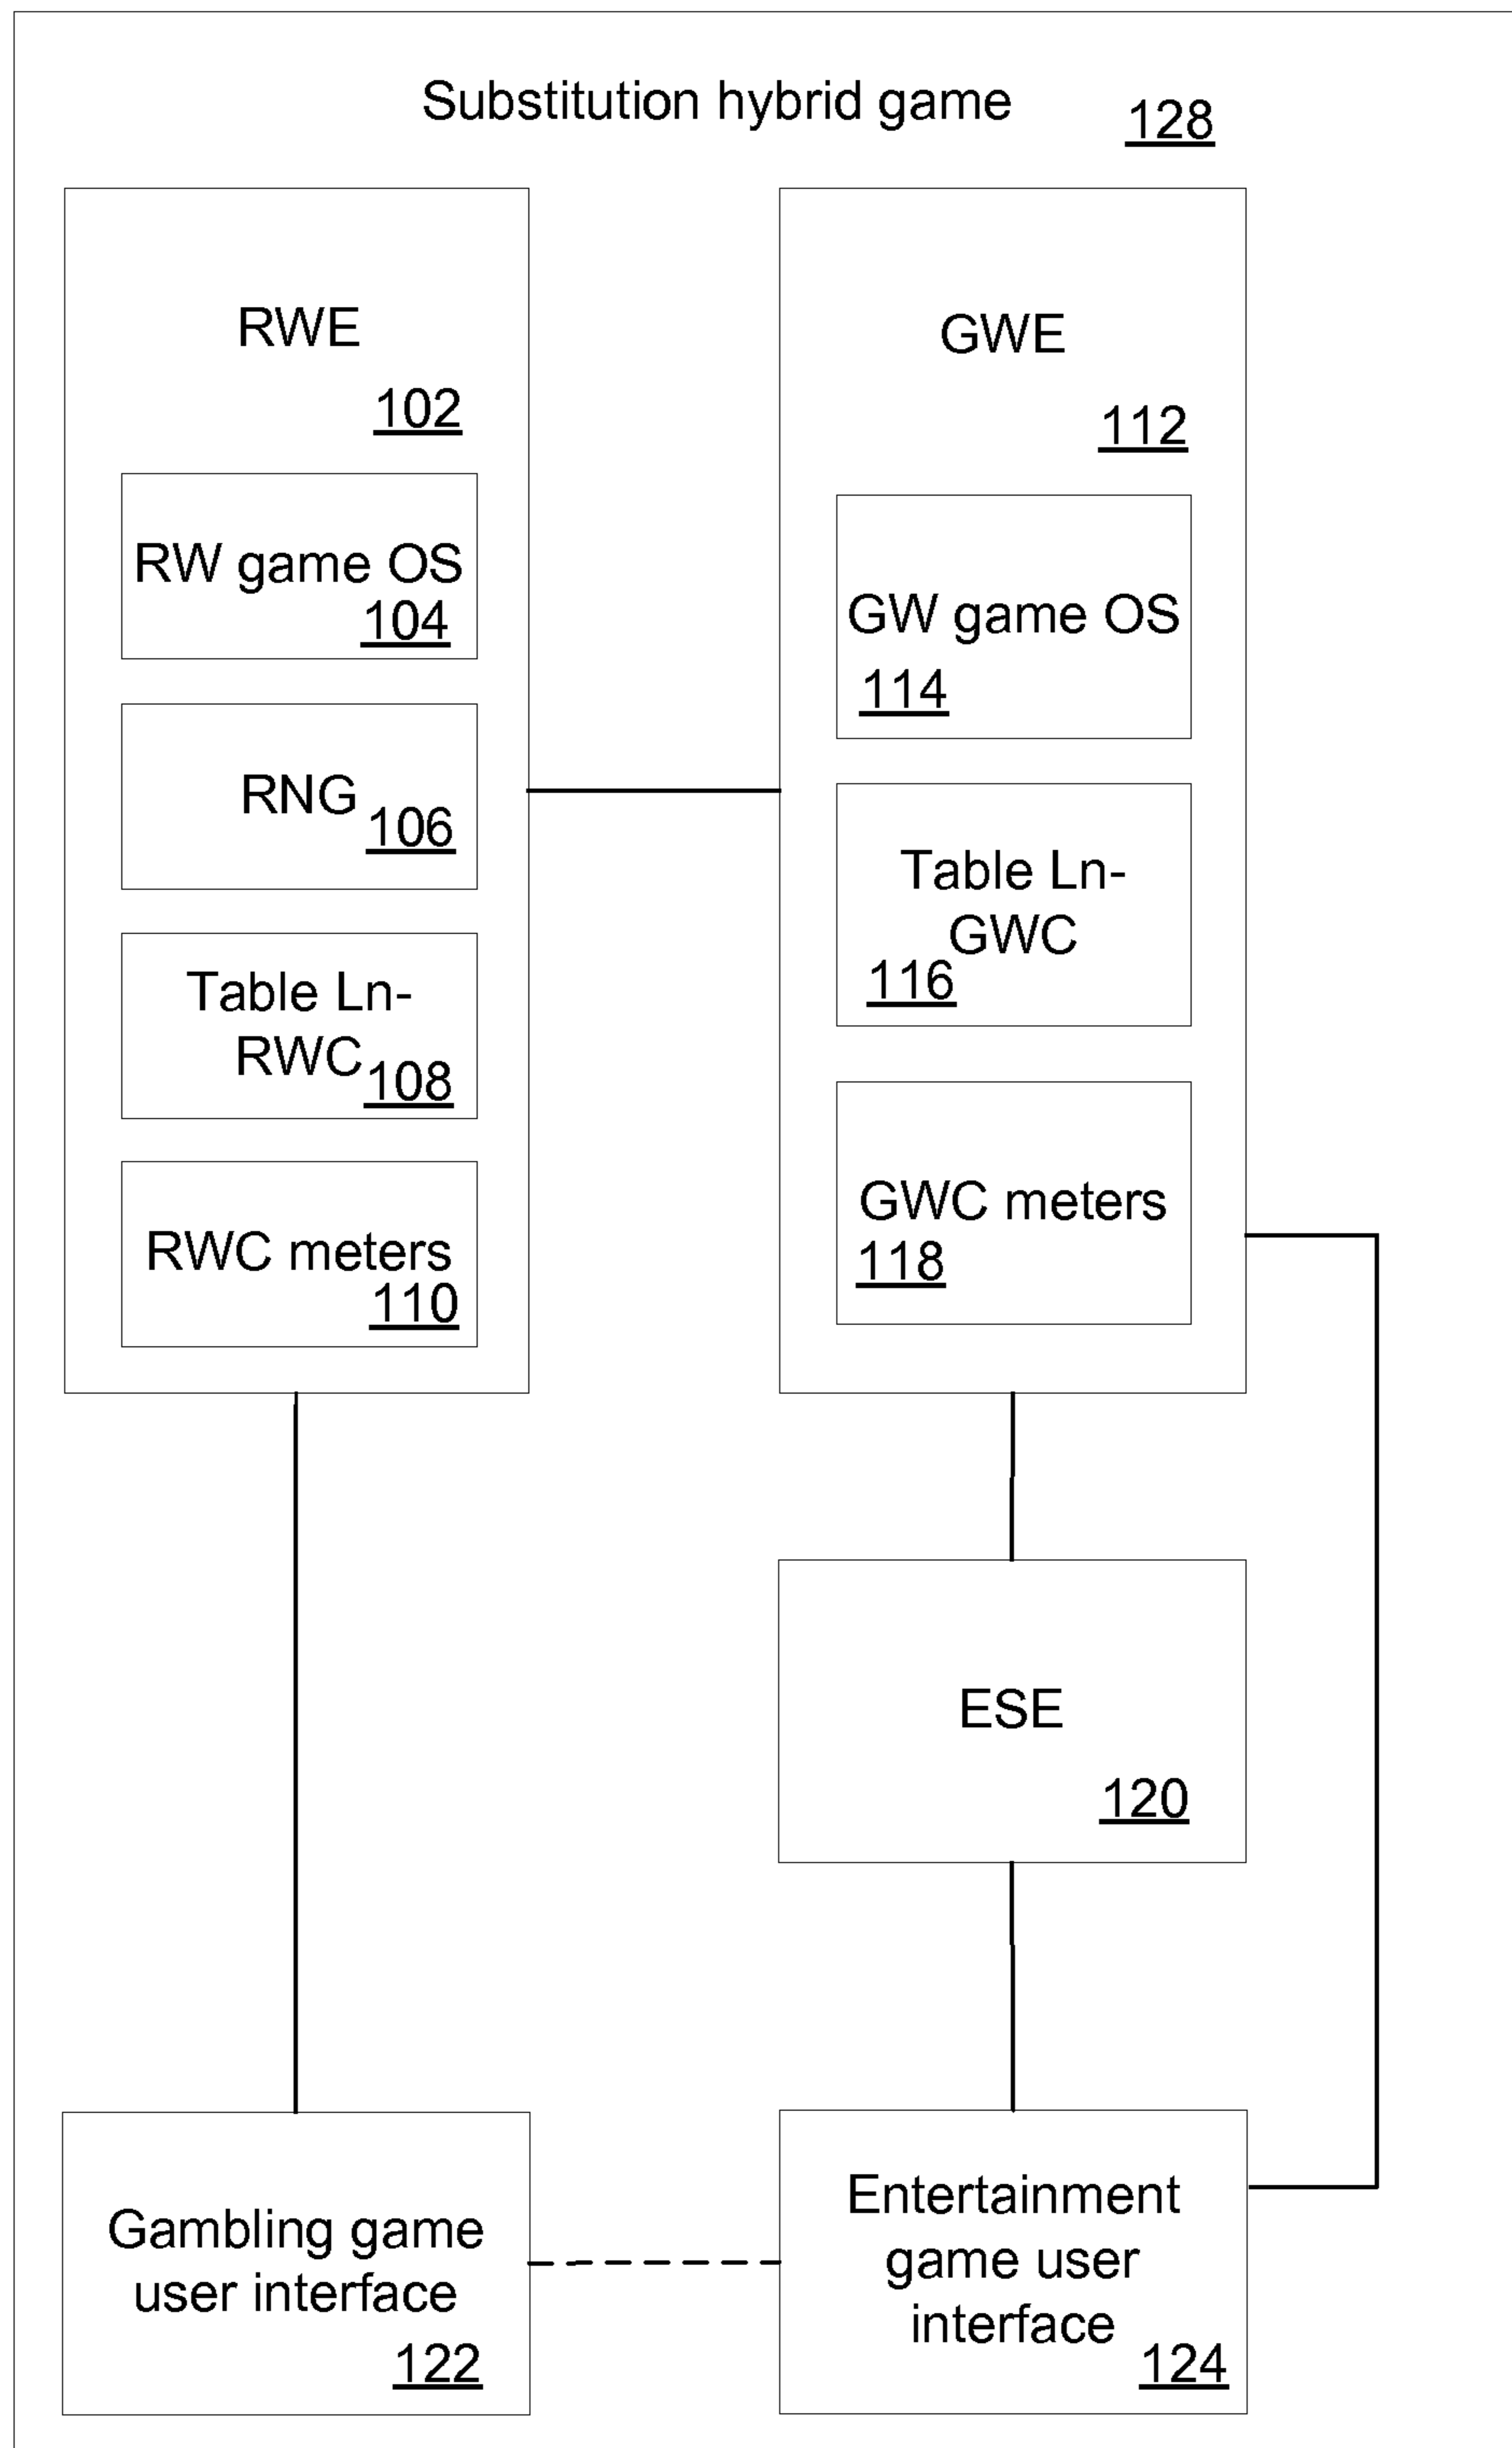 Substitution hybrid game
128
RWE
102
RW game OS
104
RNG
106
Table Ln-
RWC
108
RWC meters
110
GWE
112
GW game OS
114
Table Ln-
GWC
116
GWC meters
118
ESE
120
Gambling game
user interface
122
Entertainment
game user
interface
124